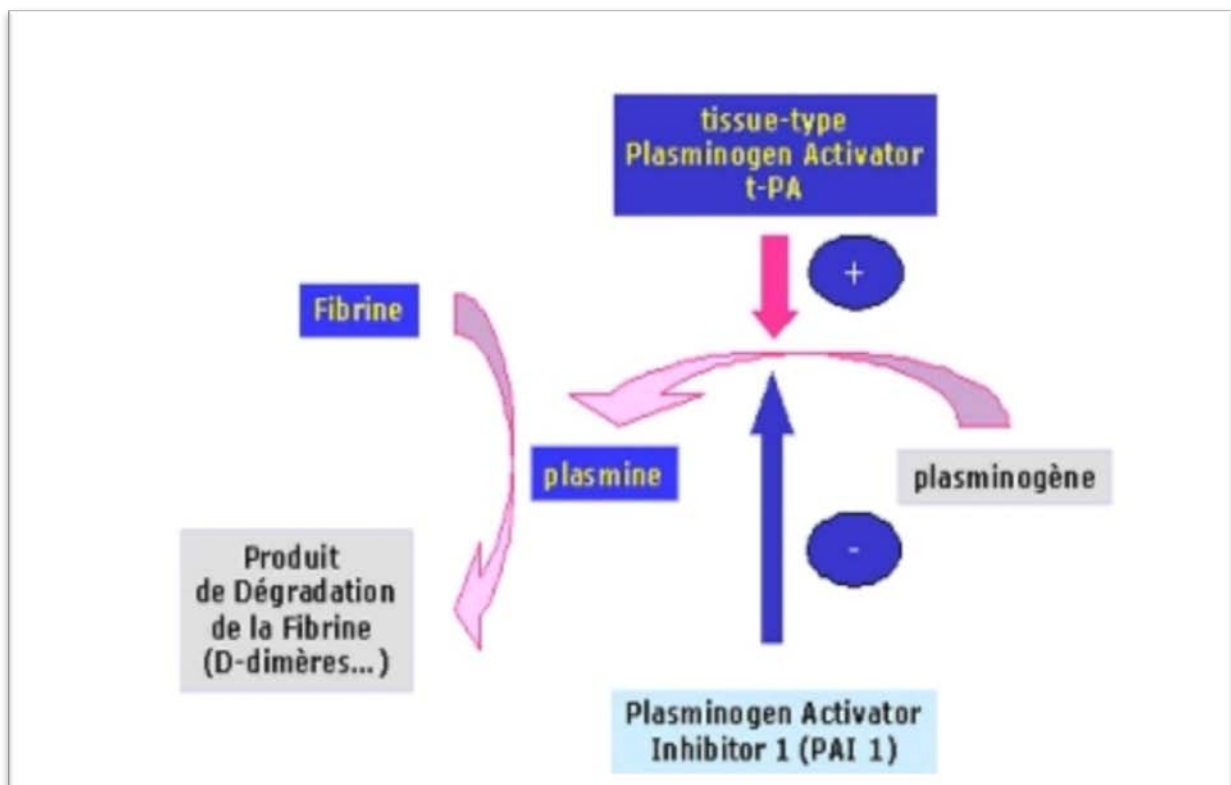 tissue-type
Plasminogen Activator
t-PA
+
Fibrine
plasmine
plasminogène
-
Produit
de Dégradation
de la Fibrine
(D-dimères...)
Plasminogen Activator
Inhibitor 1 (PAI 1)